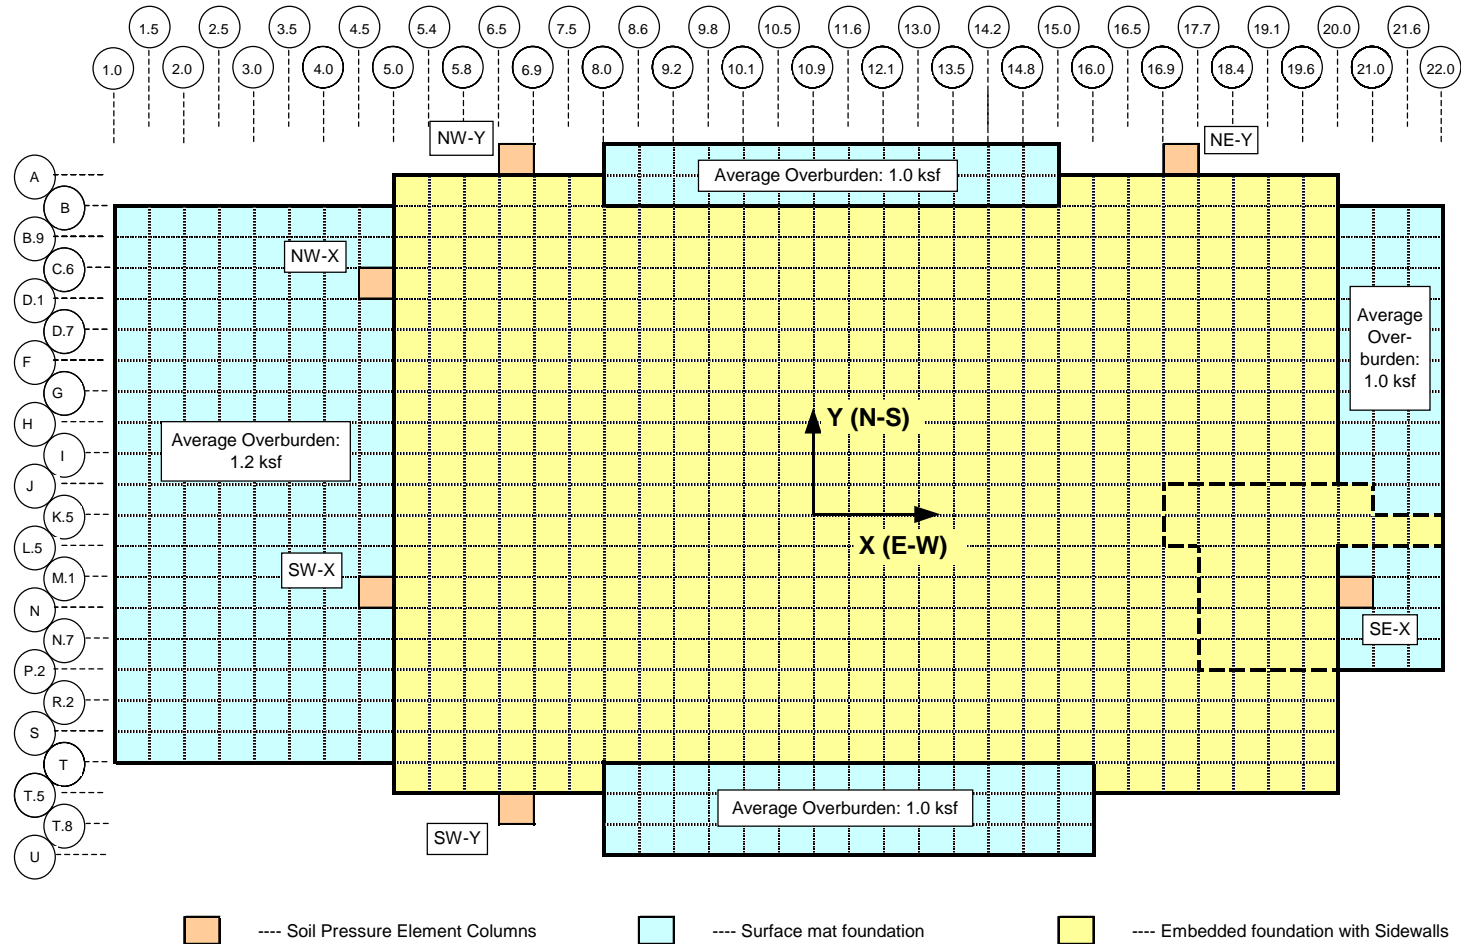 1.5 2.5 3.5 4.5 5.4 6.5 7.5 8.6 9.8 10.5 11.6 13.0 14.2 15.0 16.5 17.7 19.1 20.0 21.6
1.0 2.0 3.0 4.0 5.0 5.8 6.9 8.0 9.2 10.1 10.9 12.1 13.5 14.8 16.0 16.9 18.4 19.6 21.0 22.0
NW-Y
NE-Y
A
Average Overburden: 1.0 ksf
B
B.9
NW-X
C.6
D.1
D.7
F
G
H
I
J
K.5
L.5
M.1
N
N.7
P.2
R.2
S
T
T.5
T.8
U
Average
Over-
burden:
1.0 ksf
Y (N-S)
Average Overburden:
1.2 ksf
X (E-W)
SW-X
SE-X
Average Overburden: 1.0 ksf
SW-Y
---- Soil Pressure Element Columns
---- Surface mat foundation
---- Embedded foundation with Sidewalls